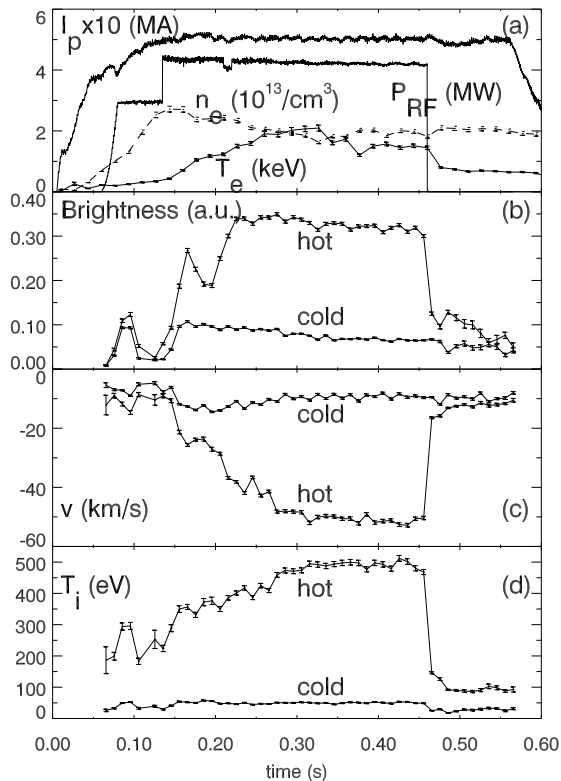 6
I_p x10 (MA)
(a)
4
n_e (10^13/cm^3)
P_RF (MW)
2
T_e (keV)
0
0.40
Brightness (a.u.)
(b)
0.30
hot
0.20
cold
0.10
0.00
0
cold
-20
hot
-40
v (km/s)
(c)
-60
500
T_i (eV)
(d)
hot
400
300
200
100
cold
0
0.00 0.10 0.20 0.30 0.40 0.50 0.60
time (s)